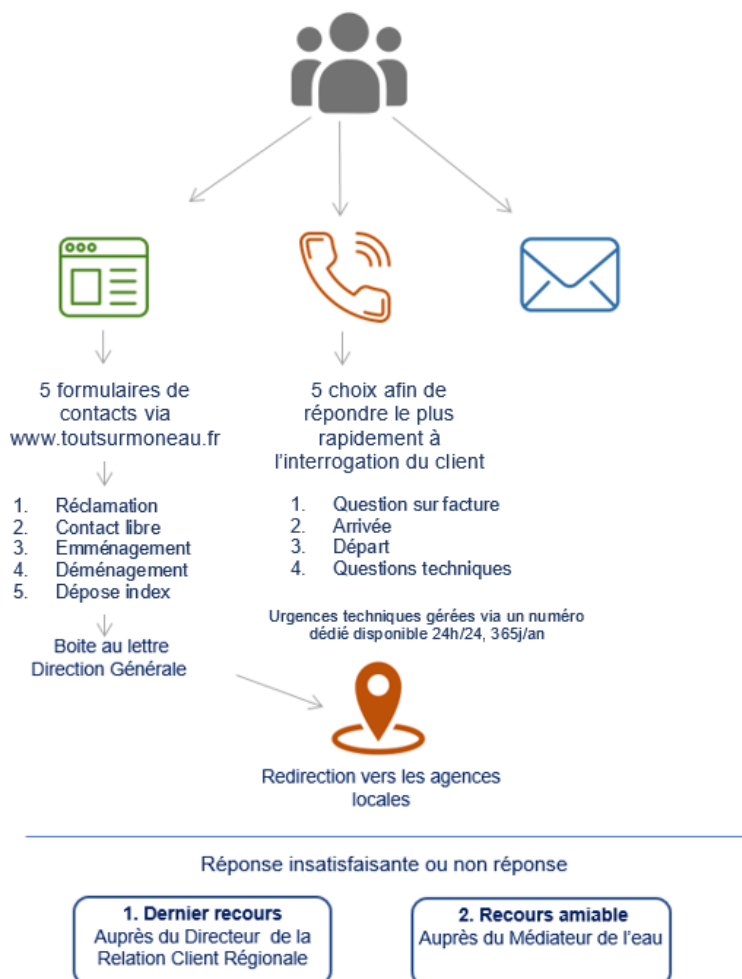 5 formulaires de
contacts via
www.toutsurmoneau.fr
1. Réclamation
2. Contact libre
3. Emménagement
4. Déménagement
5. Dépose index
Boite au lettre
Direction Générale
5 choix afin de
répondre le plus
rapidement à
l'interrogation du client
1. Question sur facture
2. Arrivée
3. Départ
4. Questions techniques
Urgences techniques gérées via un numéro
dédié disponible 24h/24, 365j/an
Redirection vers les agences
locales
Réponse insatisfaisante ou non réponse
1. Dernier recours
Auprès du Directeur de la
Relation Client Régionale
2. Recours amiable
Auprès du Médiateur de l'eau